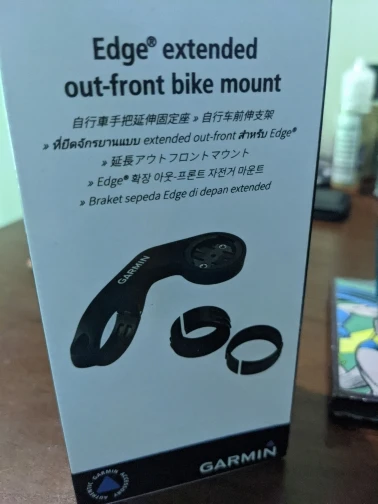 Edge® extended
out-front bike mount
自行車手把延伸固定座 » 自行车前伸支架
» ที่ยึดจักรยานแบบ extended out-front สำหรับ Edge®
» 延長アウトフロントマウント
» Edge® 확장 아웃-프론트 자전거 마운트
» Braket sepeda Edge di depan extended
GARMIN
GARMIN